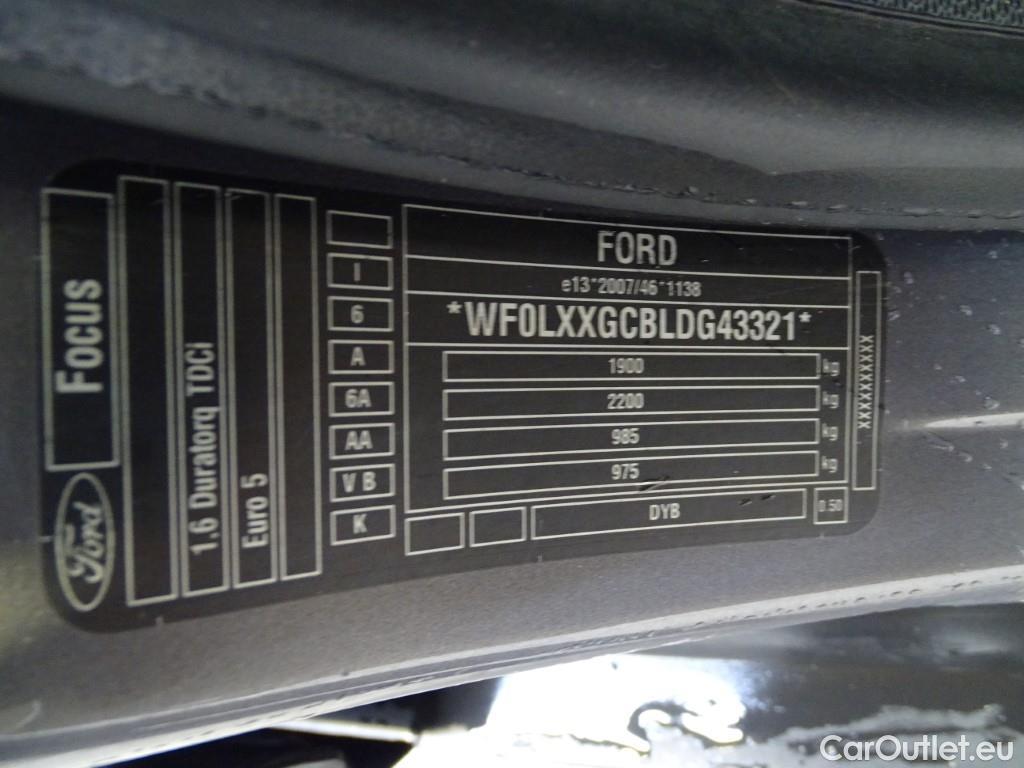 Focus
Ford
1.6 Duratorq TDCi
Euro 5
I
6
A
6A
AA
V B
K
FORD
e13*2007/46*1138
*WF0LXXGCBLDG43321*
1900 kg
2200 kg
985 kg
975 kg
DYB
0.50
XXXXXXXXX
CarOutlet.eu